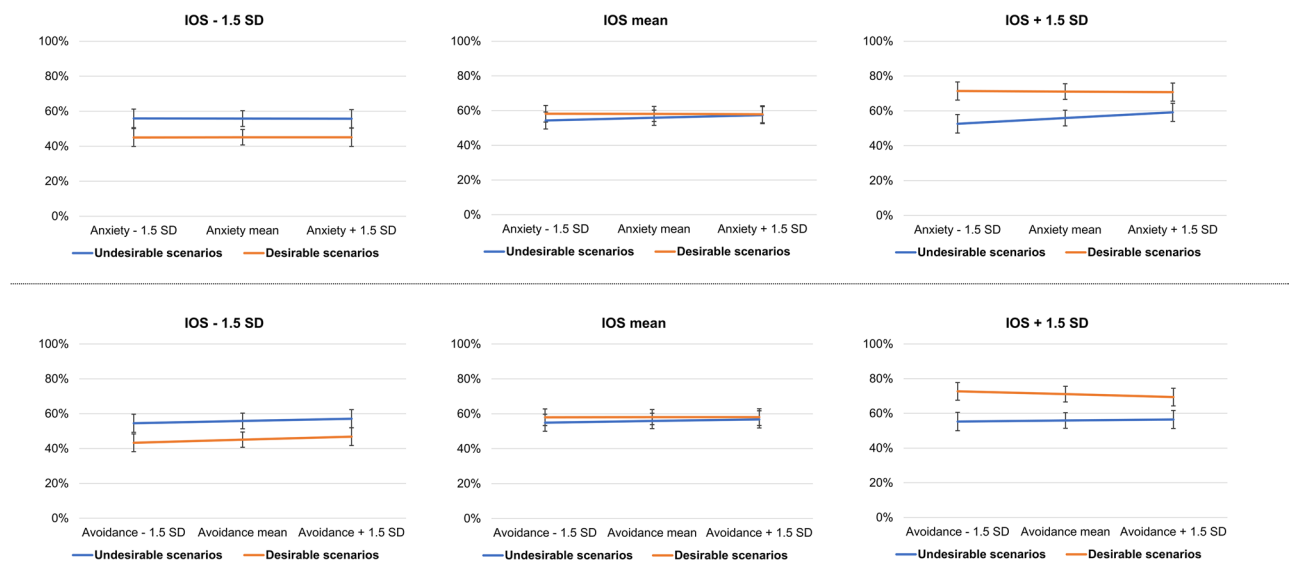 IOS - 1.5 SD
100%
80%
60%
40%
20%
0%
Anxiety - 1.5 SD Anxiety mean Anxiety + 1.5 SD
Undesirable scenarios Desirable scenarios
IOS mean
100%
80%
60%
40%
20%
0%
Anxiety - 1.5 SD Anxiety mean Anxiety + 1.5 SD
Undesirable scenarios Desirable scenarios
IOS + 1.5 SD
100%
80%
60%
40%
20%
0%
Anxiety - 1.5 SD Anxiety mean Anxiety + 1.5 SD
Undesirable scenarios Desirable scenarios
IOS - 1.5 SD
100%
80%
60%
40%
20%
0%
Avoidance - 1.5 SD Avoidance mean Avoidance + 1.5 SD
Undesirable scenarios Desirable scenarios
IOS mean
100%
80%
60%
40%
20%
0%
Avoidance - 1.5 SD Avoidance mean Avoidance + 1.5 SD
Undesirable scenarios Desirable scenarios
IOS + 1.5 SD
100%
80%
60%
40%
20%
0%
Avoidance - 1.5 SD Avoidance mean Avoidance + 1.5 SD
Undesirable scenarios Desirable scenarios